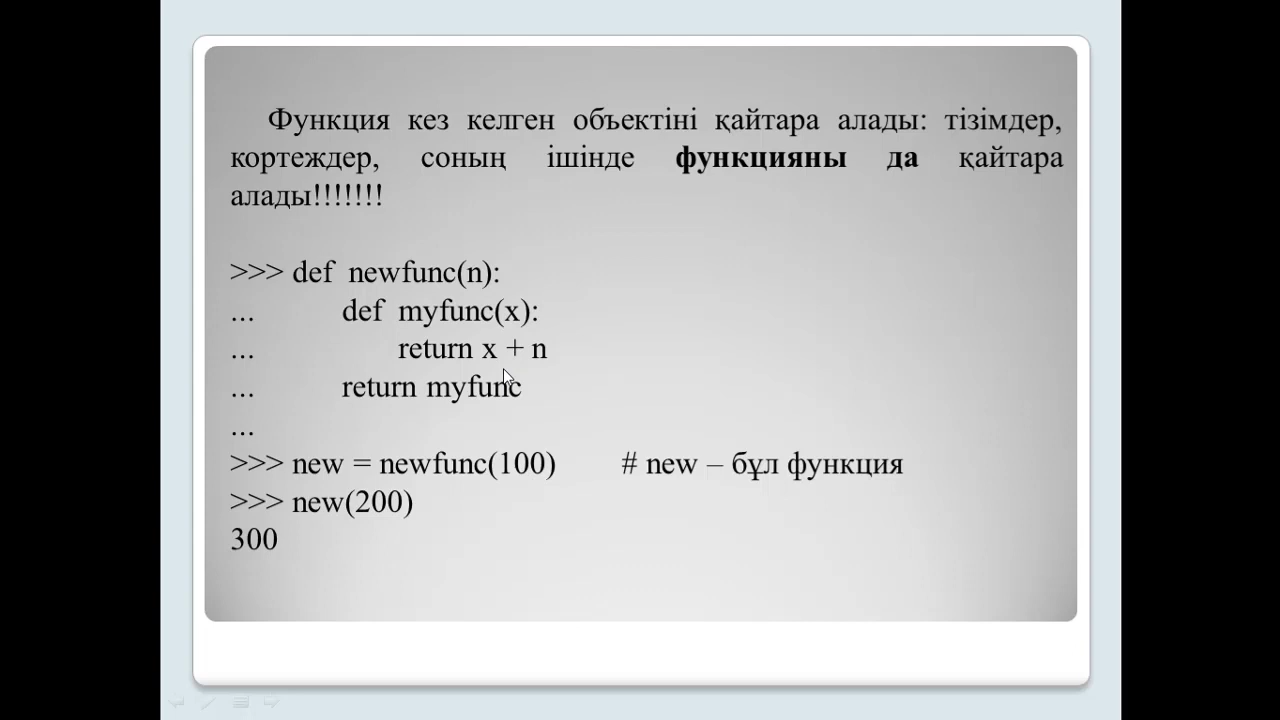 Функция кез келген объектіні қайтара алады: тізімдер,
кортеждер, соның ішінде функцияны да қайтара
алады!!!!!!!
>>> def newfunc(n):
... def myfunc(x):
... return x + n
... return myfunc
...
>>> new = newfunc(100) # new – бұл функция
>>> new(200)
300